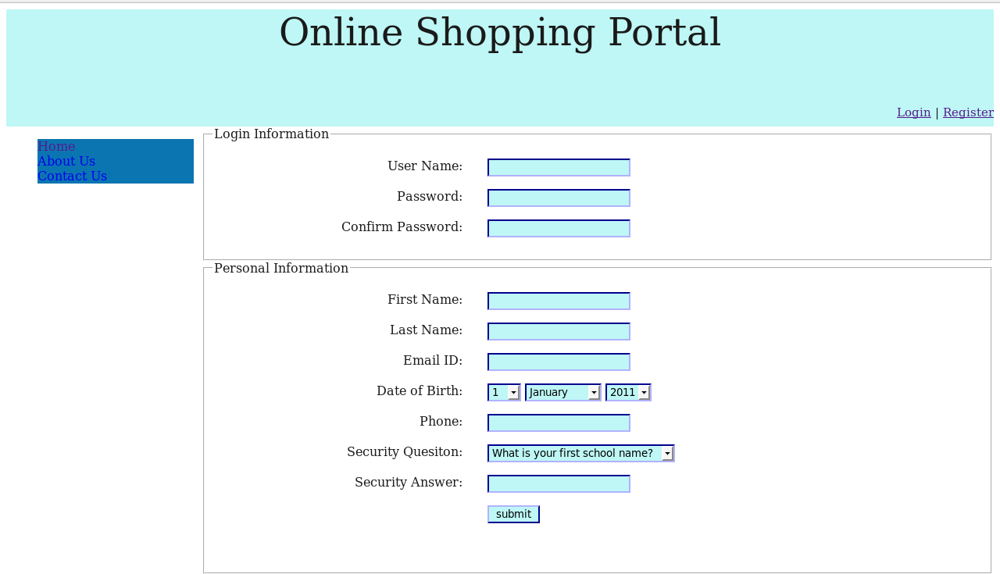 Online Shopping Portal
Login | Register
Home
About Us
Contact Us
Login Information
User Name:
Password:
Confirm Password:
Personal Information
First Name:
Last Name:
Email ID:
Date of Birth: 1 January 2011
Phone:
Security Quesiton: What is your first school name?
Security Answer:
submit